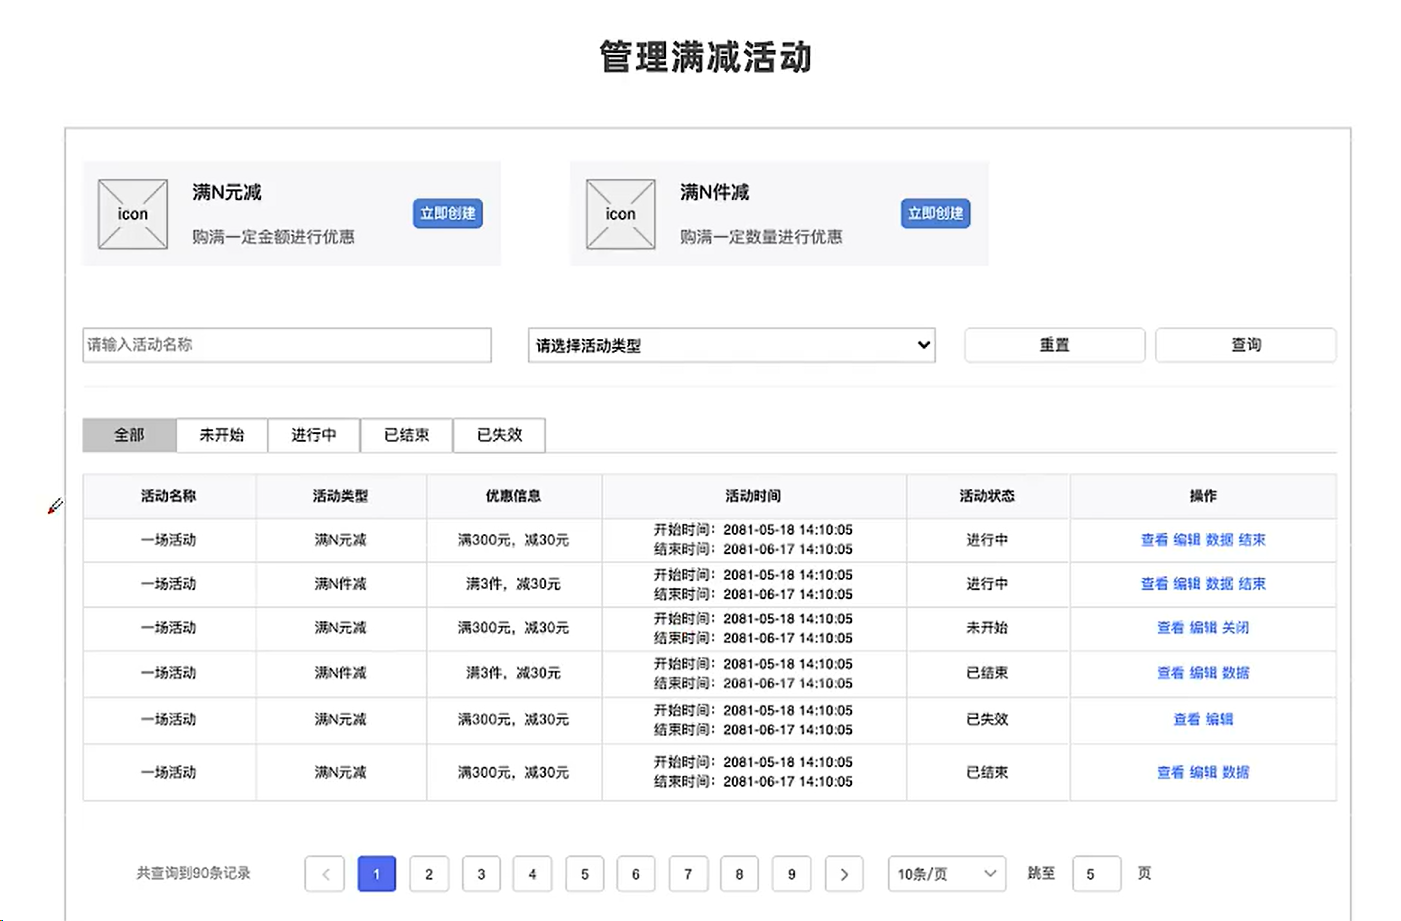 管理满减活动
icon
满N元减
购满一定金额进行优惠
立即创建
icon
满N件减
购满一定数量进行优惠
立即创建
请输入活动名称
请选择活动类型
重置
查询
全部 未开始 进行中 已结束 已失效
活动名称 活动类型 优惠信息 活动时间 活动状态 操作
一场活动 满N元减 满300元，减30元 开始时间：2081-05-18 14:10:05
结束时间：2081-06-17 14:10:05 进行中 查看 编辑 数据 结束
一场活动 满N件减 满3件，减30元 开始时间：2081-05-18 14:10:05
结束时间：2081-06-17 14:10:05 进行中 查看 编辑 数据 结束
一场活动 满N元减 满300元，减30元 开始时间：2081-05-18 14:10:05
结束时间：2081-06-17 14:10:05 未开始 查看 编辑 关闭
一场活动 满N件减 满3件，减30元 开始时间：2081-05-18 14:10:05
结束时间：2081-06-17 14:10:05 已结束 查看 编辑 数据
一场活动 满N元减 满300元，减30元 开始时间：2081-05-18 14:10:05
结束时间：2081-06-17 14:10:05 已失效 查看 编辑
一场活动 满N元减 满300元，减30元 开始时间：2081-05-18 14:10:05
结束时间：2081-06-17 14:10:05 已结束 查看 编辑 数据
共查询到90条记录 < 1 2 3 4 5 6 7 8 9 > 10条/页 跳至 5 页